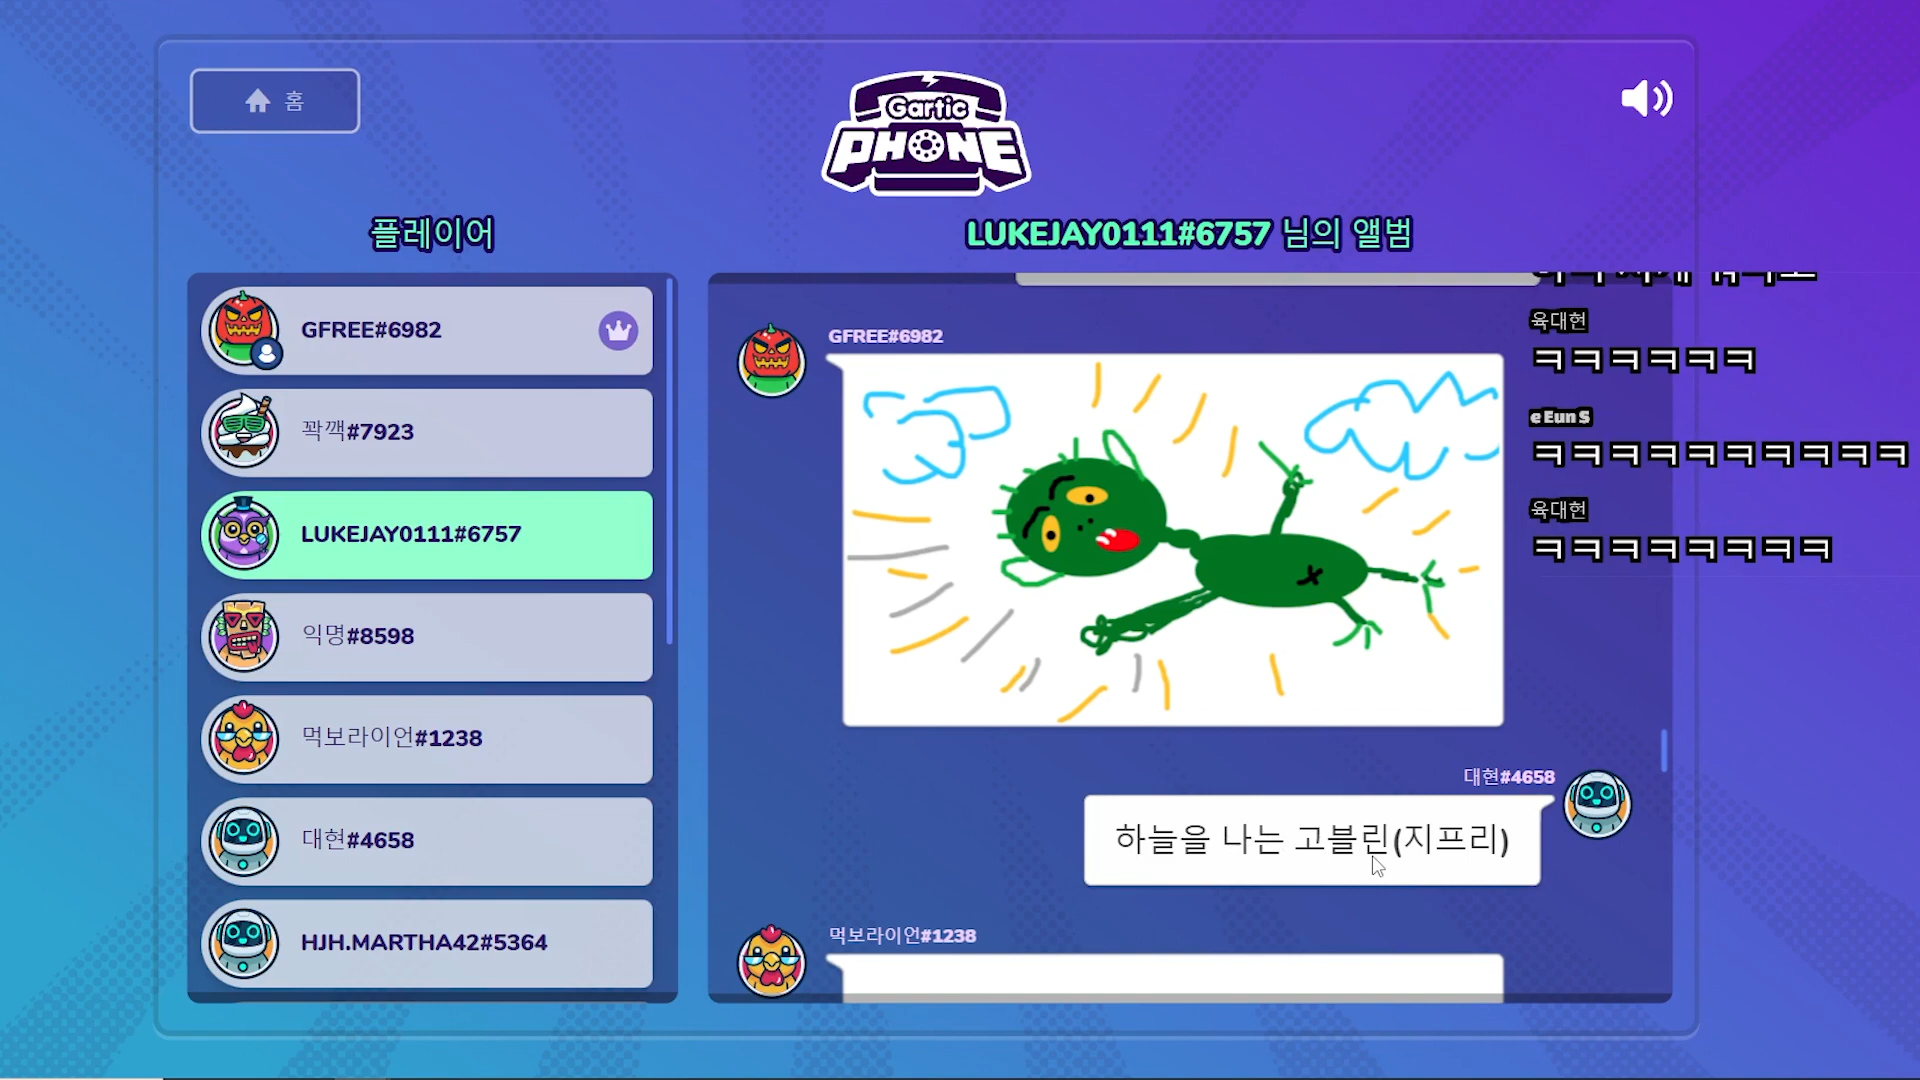 홈
Gartic
PHONE
플레이어
LUKEJAY0111#6757 님의 앨범
GFREE#6982
꽉깩#7923
LUKEJAY0111#6757
익명#8598
먹보라이언#1238
대현#4658
HJH.MARTHA42#5364
GFREE#6982
대현#4658
하늘을 나는 고블린(지프리)
먹보라이언#1238
육대현
ㅋㅋㅋㅋㅋㅋ
e Eun S
ㅋㅋㅋㅋㅋㅋㅋㅋㅋㅋ
육대현
ㅋㅋㅋㅋㅋㅋㅋㅋ